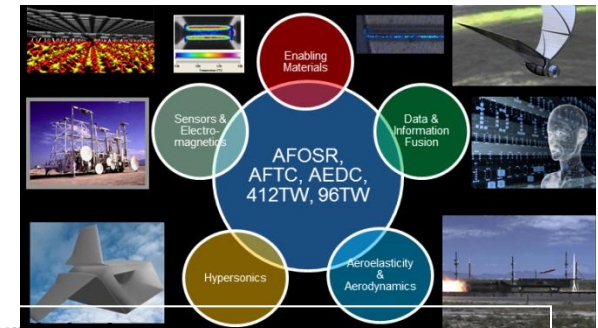 Enabling
Materials
Sensors &
Electro-
magnetics
Data &
Information
Fusion
AFOSR,
AFTC, AEDC,
412TW, 96TW
Hypersonics
Aeroelasticity
&
Aerodynamics